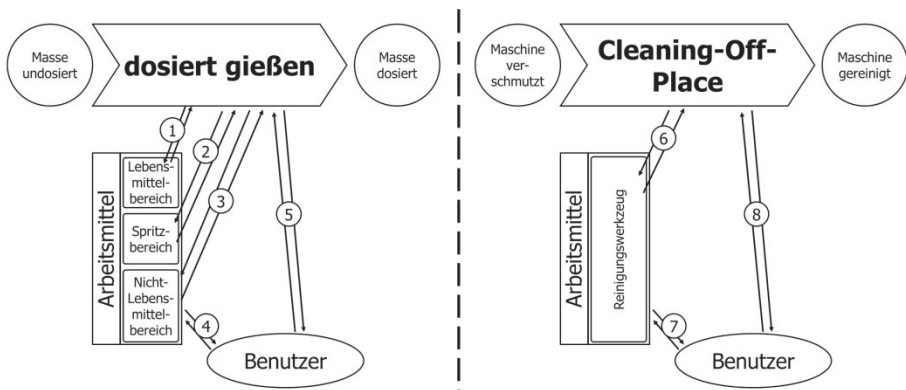 Masse
undosiert
dosiert gießen
Masse
dosiert
1
2
3
5
Arbeitsmittel
Lebens-
mittel-
bereich
Spritz-
bereich
Nicht-
Lebens-
mittel-
bereich
4
Benutzer
Maschine
ver-
schmutzt
Cleaning-Off-
Place
Maschine
gereinigt
6
8
Arbeitsmittel
Reinigungswerkzeug
7
Benutzer